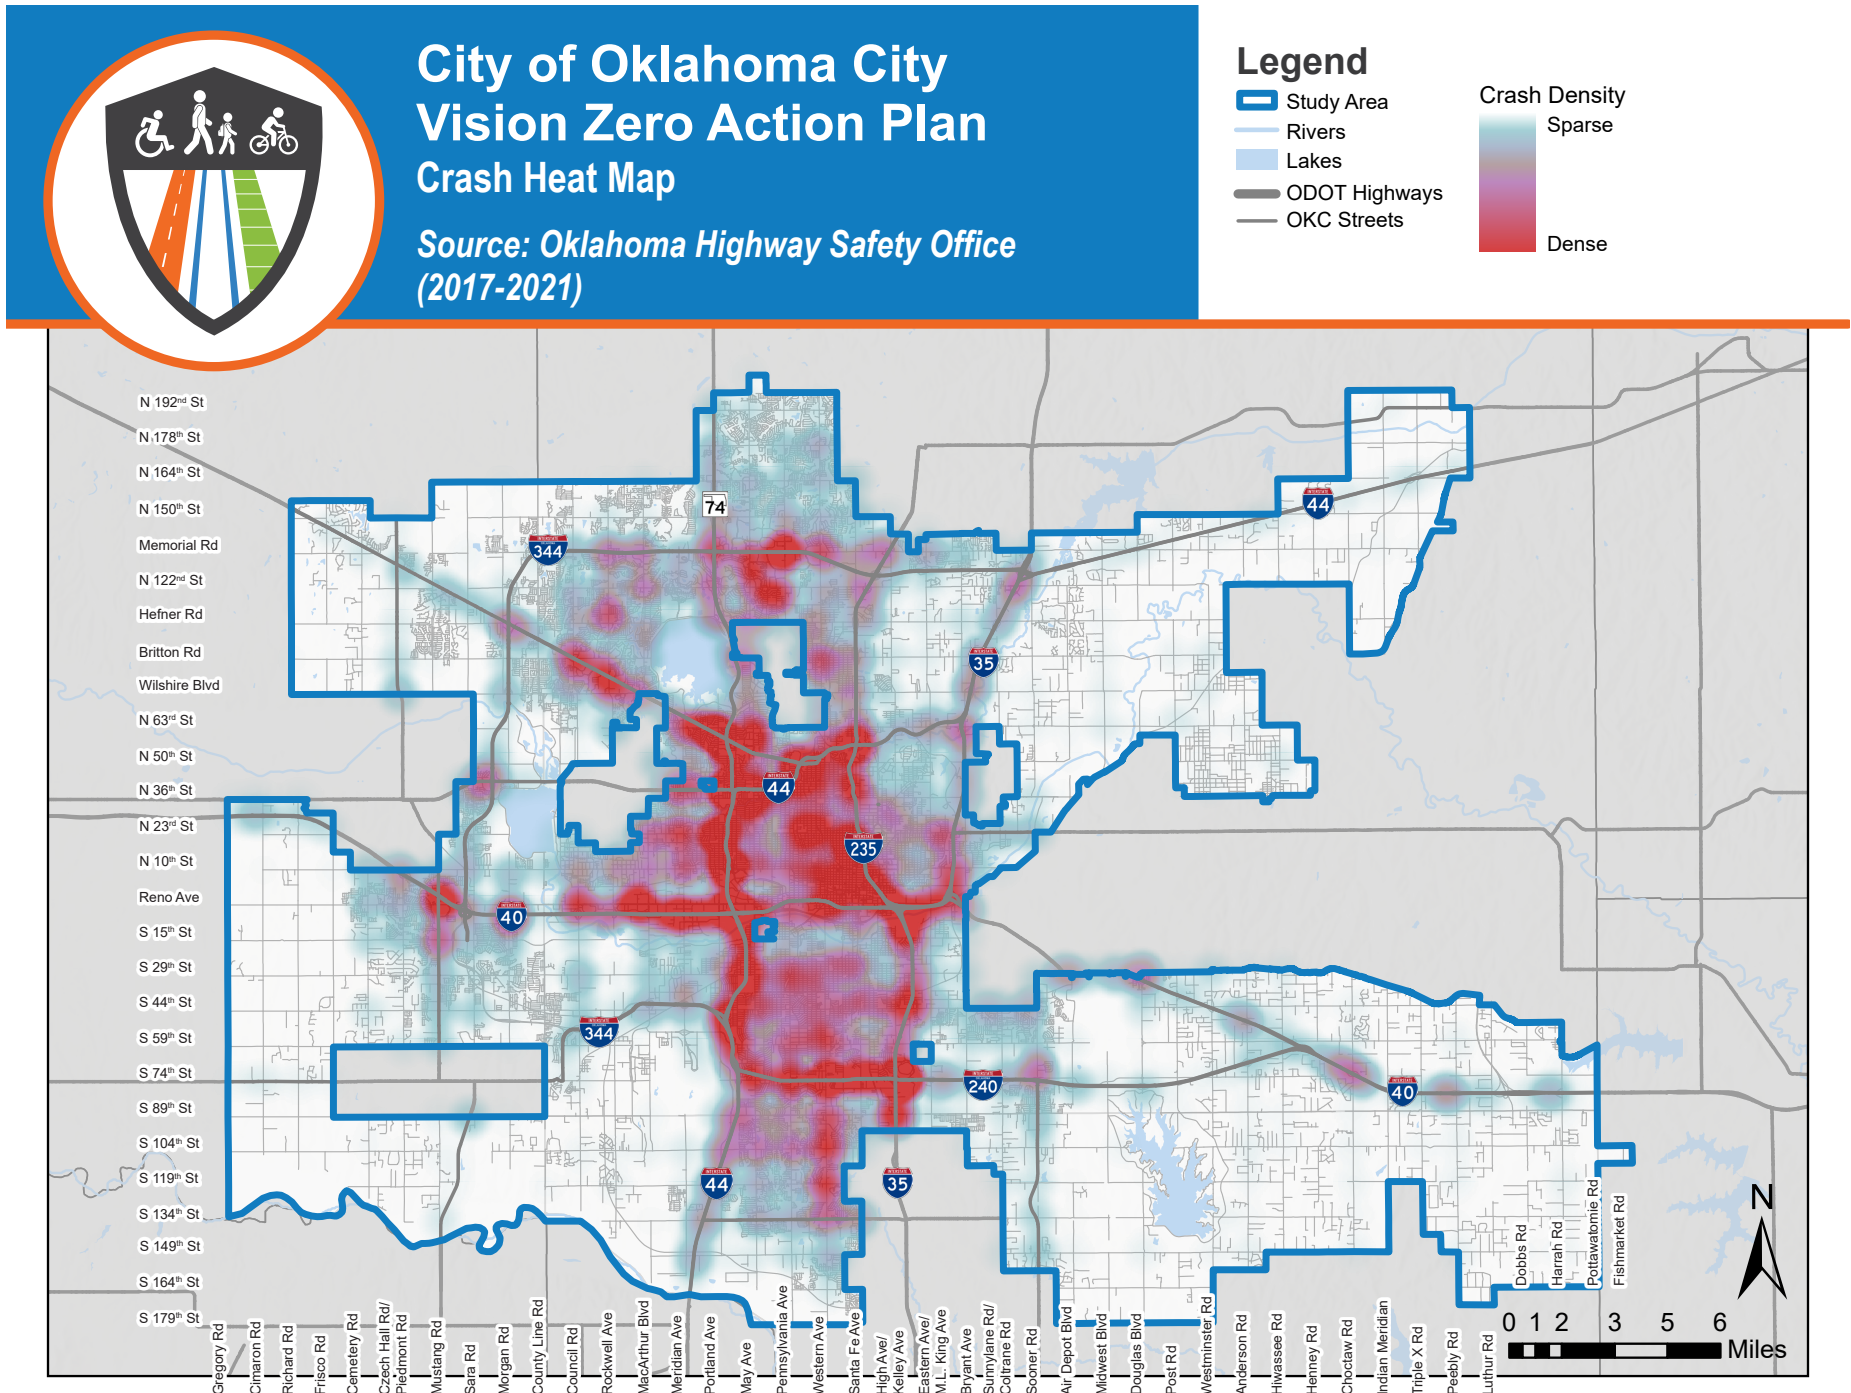 City of Oklahoma City
Vision Zero Action Plan
Crash Heat Map
Source: Oklahoma Highway Safety Office
(2017-2021)
Legend
Study Area
Rivers
Lakes
ODOT Highways
OKC Streets
Crash Density
Sparse
Dense
N 192nd St
N 178th St
N 164th St
N 150th St
Memorial Rd
N 122nd St
Hefner Rd
Britton Rd
Wilshire Blvd
N 63rd St
N 50th St
N 36th St
N 23rd St
N 10th St
Reno Ave
S 15th St
S 29th St
S 44th St
S 59th St
S 74th St
S 89th St
S 104th St
S 119th St
S 134th St
S 149th St
S 164th St
S 179th St
74
INTERSTATE
344
INTERSTATE
44
35
INTERSTATE
44
INTERSTATE
235
INTERSTATE
40
INTERSTATE
344
INTERSTATE
240
INTERSTATE
40
INTERSTATE
44
INTERSTATE
35
Gregory Rd
Cimaron Rd
Richard Rd
Frisco Rd
Cemetery Rd
Czech Hall Rd/
Piedmont Rd
Mustang Rd
Sara Rd
Morgan Rd
County Line Rd
Council Rd
Rockwell Ave
MacArthur Blvd
Meridian Ave
Portland Ave
May Ave
Pennsylvania Ave
Western Ave
Santa Fe Ave
High Ave/
Kelley Ave
Eastern Ave/
M.L. King Ave
Bryant Ave
Sunnylane Rd/
Coltrane Rd
Sooner Rd
Air Depot Blvd
Midwest Blvd
Douglas Blvd
Post Rd
Westminster Rd
Anderson Rd
Hiwassee Rd
Henney Rd
Choctaw Rd
Indian Meridian
Triple X Rd
Peebly Rd
Luthur Rd
Dobbs Rd
Harrah Rd
Pottawatomie Rd
Fishmarket Rd
N
0 1 2 3 5 6
Miles